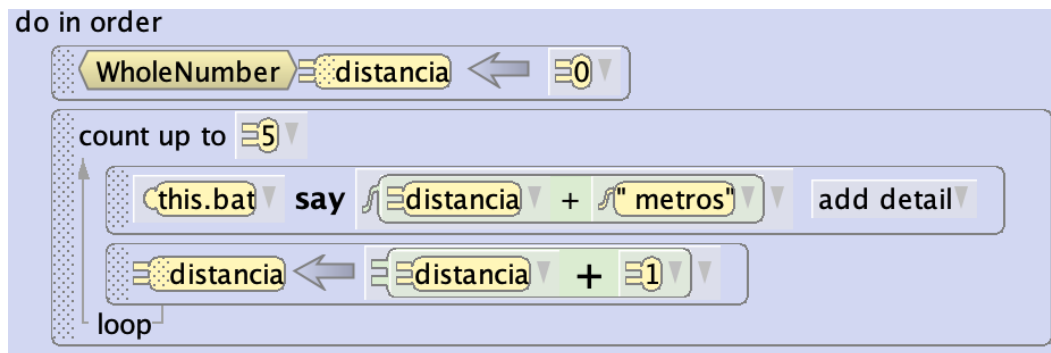 do in order
WholeNumber distancia 0
count up to 5
this.bat say distancia + " metros" add detail
distancia distancia + 1
loop